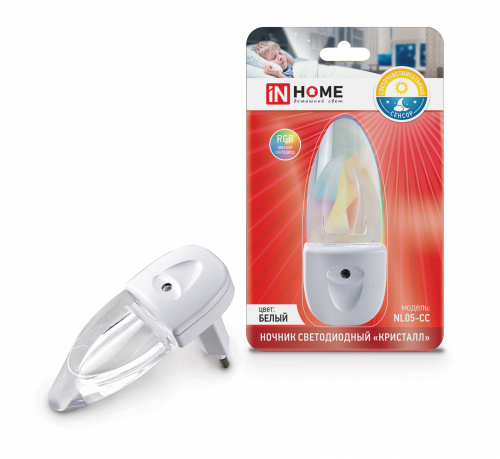 iN HOME
домашний свет
СВЕТОЧУВСТВИТЕЛЬНЫЙ
СЕНСОР
RGB
цвет:
БЕЛЫЙ
модель:
NL05-CC
НОЧНИК СВЕТОДИОДНЫЙ «КРИСТАЛЛ»